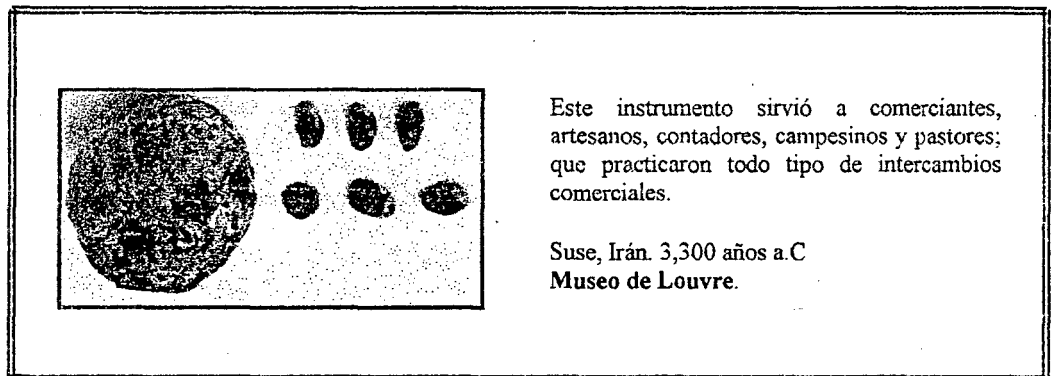 Este instrumento sirvió a comerciantes,
artesanos, contadores, campesinos y pastores;
que practicaron todo tipo de intercambios
comerciales.
Suse, Irán. 3,300 años a.C
Museo de Louvre.